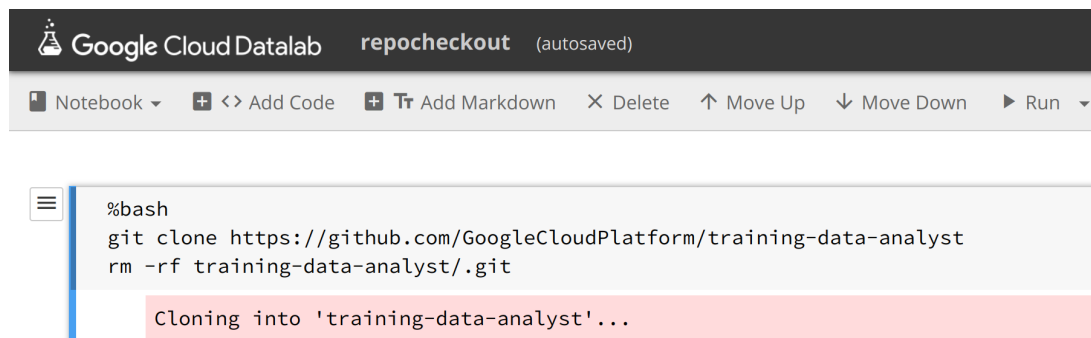 Google Cloud Datalab repocheckout (autosaved)
Notebook <> Add Code Tт Add Markdown Delete Move Up Move Down Run
%bash
git clone https://github.com/GoogleCloudPlatform/training-data-analyst
rm -rf training-data-analyst/.git
Cloning into 'training-data-analyst'...